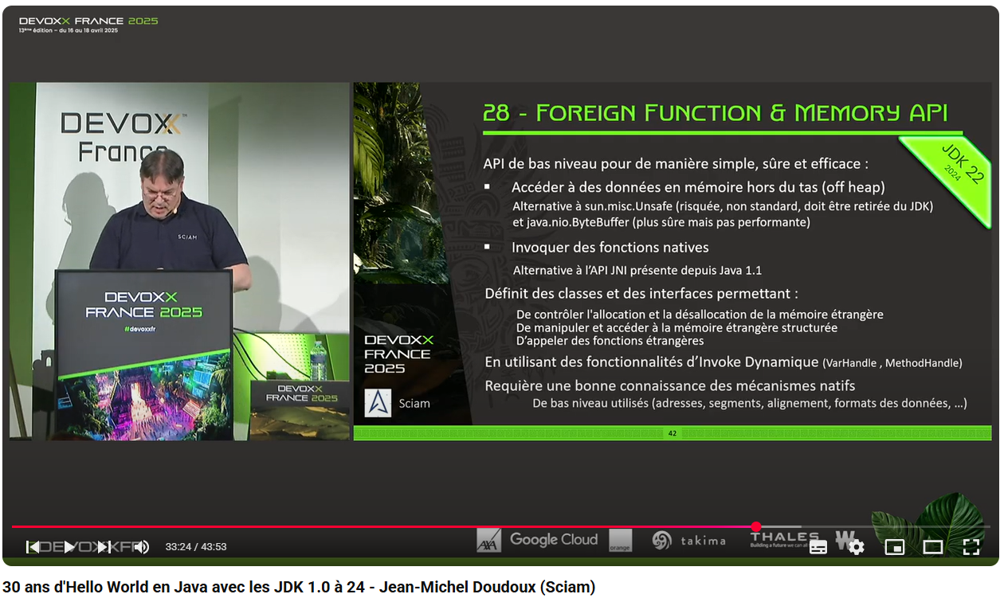 DEVOXX FRANCE 2025
13ème édition – du 16 au 18 avril 2025
DEVOXX™
France
SCIAM
DEVOXX
FRANCE 2025
#devoxxfr
DEVOXX
FRANCE 2025
DEVOXX
FRANCE
2025
Sciam
28 - Foreign Function & Memory API
JDK 22
2024
API de bas niveau pour de manière simple, sûre et efficace :
▪ Accéder à des données en mémoire hors du tas (off heap)
Alternative à sun.misc.Unsafe (risquée, non standard, doit être retirée du JDK)
et java.nio.ByteBuffer (plus sûre mais pas performante)
▪ Invoquer des fonctions natives
Alternative à l’API JNI présente depuis Java 1.1
Définit des classes et des interfaces permettant :
De contrôler l'allocation et la désallocation de la mémoire étrangère
De manipuler et accéder à la mémoire étrangère structurée
D’appeler des fonctions étrangères
En utilisant des fonctionnalités d’Invoke Dynamique (VarHandle , MethodHandle)
Requière une bonne connaissance des mécanismes natifs
De bas niveau utilisés (adresses, segments, alignement, formats des données, …)
42
33:24 / 43:53
AXA
Google Cloud
orange
takima
THALES
Building a future we can all
W
30 ans d'Hello World en Java avec les JDK 1.0 à 24 - Jean-Michel Doudoux (Sciam)